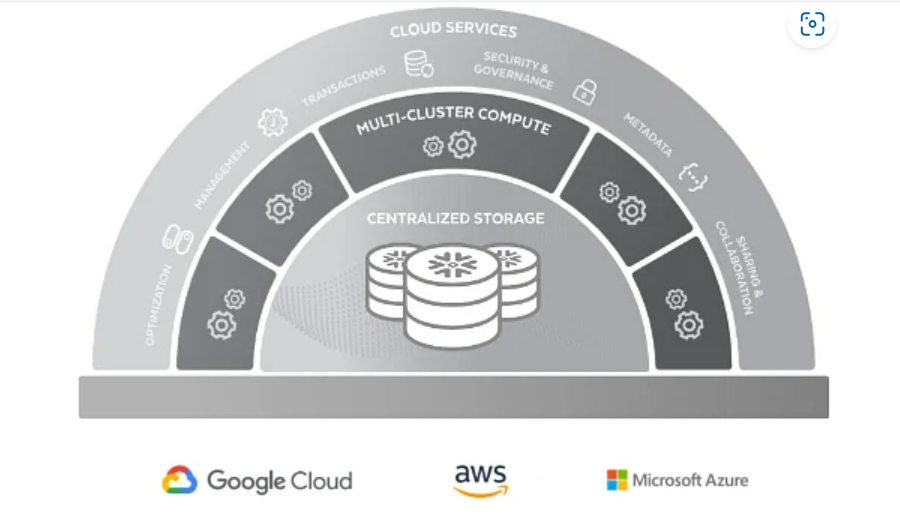 CLOUD SERVICES
OPTIMIZATION
MANAGEMENT
TRANSACTIONS
SECURITY &
GOVERNANCE
METADATA
SHARING &
COLLABORATION
MULTI-CLUSTER COMPUTE
CENTRALIZED STORAGE
Google Cloud
aws
Microsoft Azure